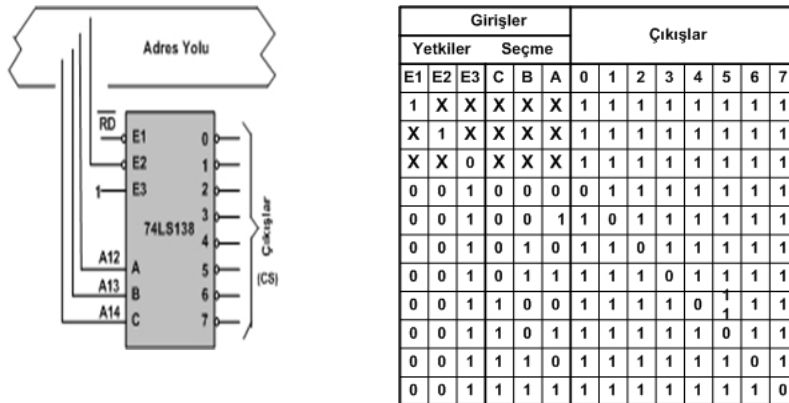 Adres Yolu
RD
E1
E2
1 E3
74LS138
A12 A
A13 B
A14 C
0
1
2
3
4
5
6
7
Çıkışlar
(CS)
Girişler Çıkışlar
Yetkiler Seçme
E1 E2 E3 C B A 0 1 2 3 4 5 6 7
1 X X X X X 1 1 1 1 1 1 1 1
X 1 X X X X 1 1 1 1 1 1 1 1
X X 0 X X X 1 1 1 1 1 1 1 1
0 0 1 0 0 0 0 1 1 1 1 1 1 1
0 0 1 0 0 1 1 0 1 1 1 1 1 1
0 0 1 0 1 0 1 1 0 1 1 1 1 1
0 0 1 0 1 1 1 1 1 0 1 1 1 1
0 0 1 1 0 0 1 1 1 1 0 1 1 1 1
0 0 1 1 0 1 1 1 1 1 1 0 1 1
0 0 1 1 1 0 1 1 1 1 1 1 0 1
0 0 1 1 1 1 1 1 1 1 1 1 1 0